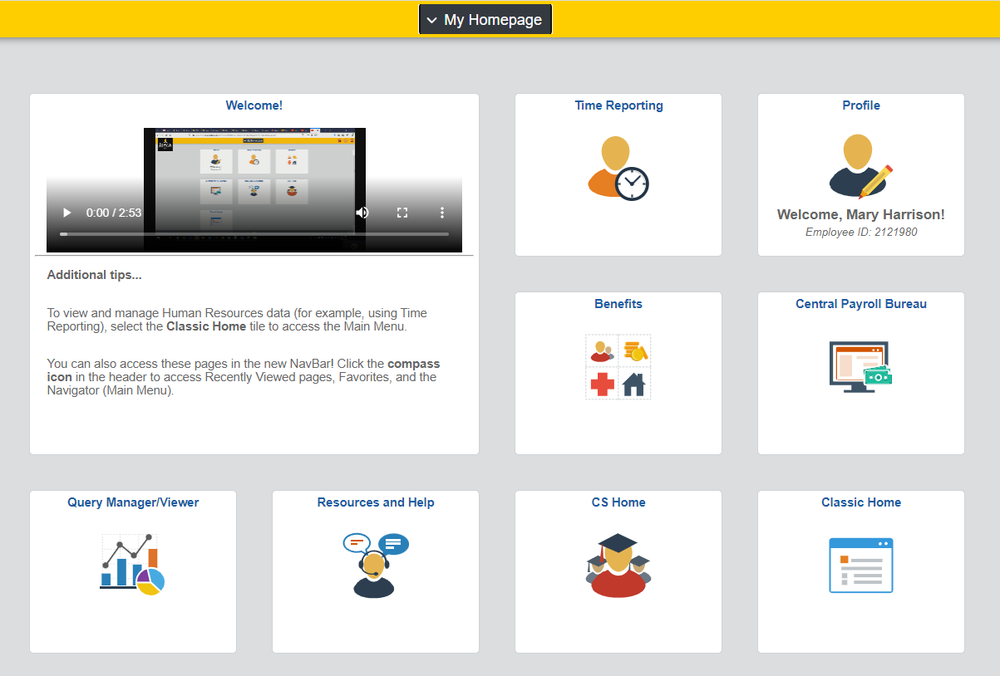 My Homepage
Welcome!
0:00 / 2:53
Additional tips...
To view and manage Human Resources data (for example, using Time
Reporting), select the Classic Home tile to access the Main Menu.
You can also access these pages in the new NavBar! Click the compass
icon in the header to access Recently Viewed pages, Favorites, and the
Navigator (Main Menu).
Time Reporting
Profile
Welcome, Mary Harrison!
Employee ID: 2121980
Benefits
Central Payroll Bureau
Query Manager/Viewer
Resources and Help
CS Home
Classic Home